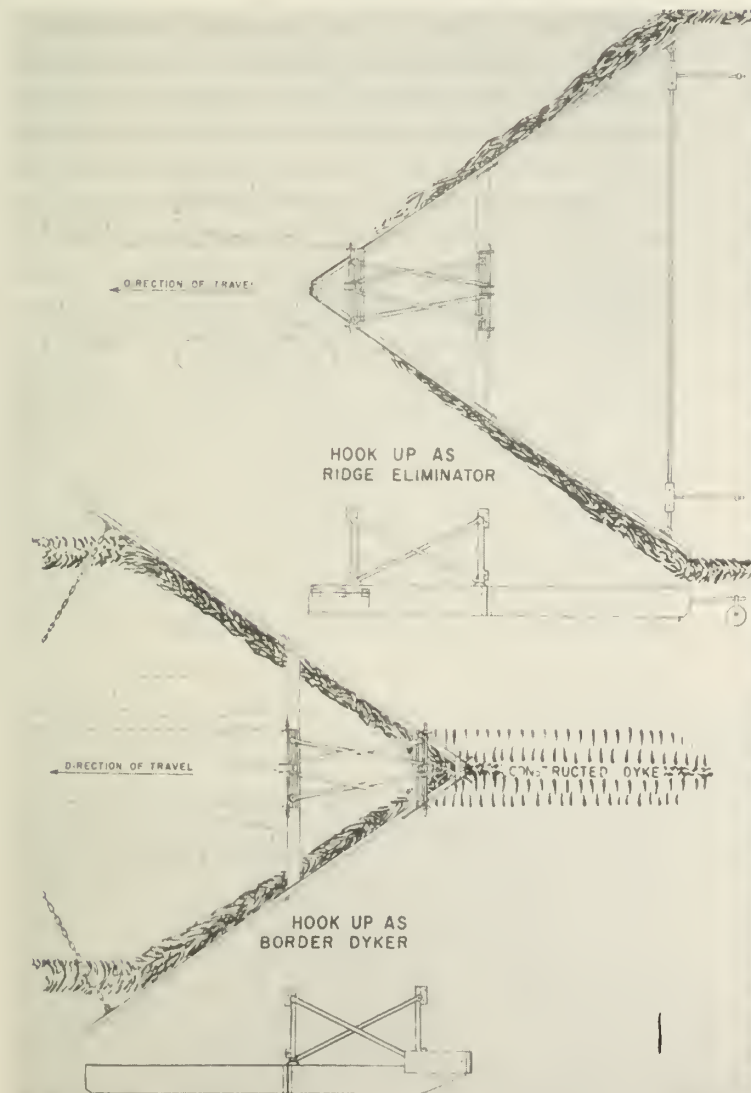 DIRECTION OF TRAVEL
HOOK UP AS
RIDGE ELIMINATOR
DIRECTION OF TRAVEL
CONSTRUCTED DYKE
HOOK UP AS
BORDER DYKER